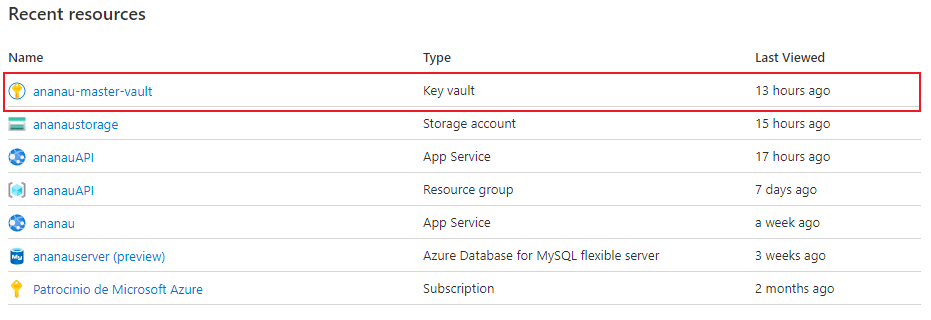 Recent resources
Name Type Last Viewed
ananau-master-vault Key vault 13 hours ago
ananaustorage Storage account 15 hours ago
ananauAPI App Service 17 hours ago
ananauAPI Resource group 7 days ago
ananau App Service a week ago
My ananauserver (preview) Azure Database for MySQL flexible server 3 weeks ago
Patrocinio de Microsoft Azure Subscription 2 months ago